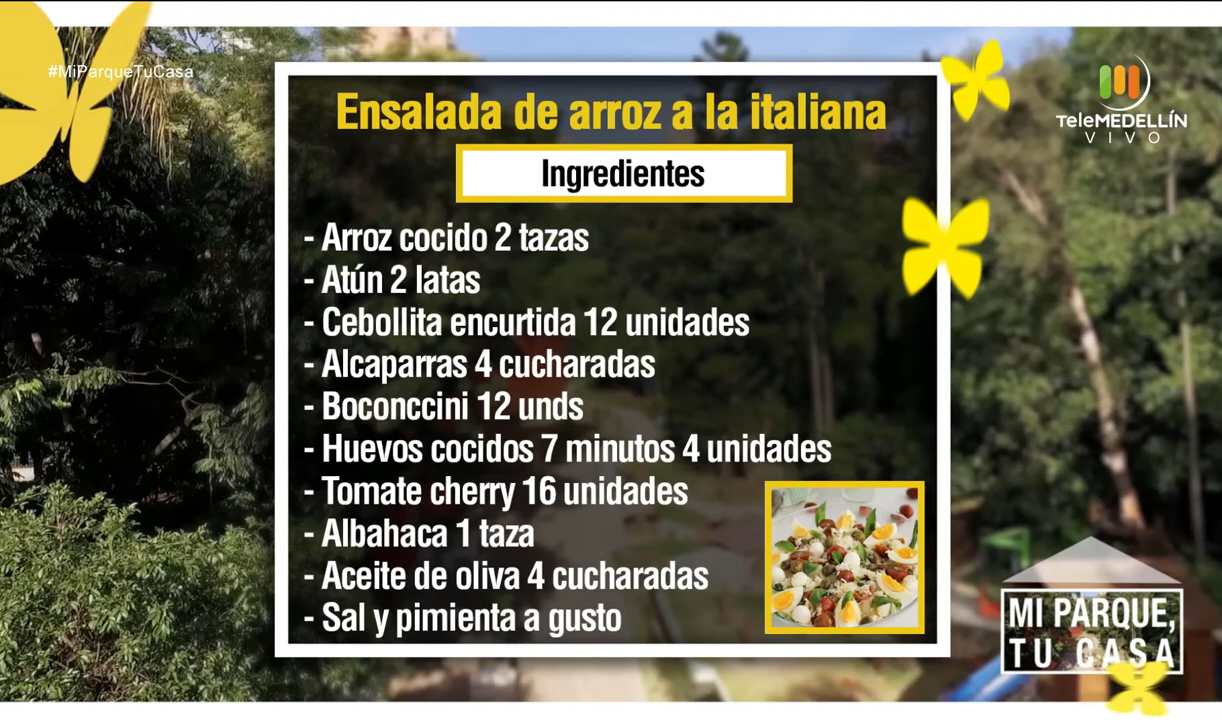 #MiParqueTuCasa
TeleMEDELLÍN
VIVO
Ensalada de arroz a la italiana
Ingredientes
- Arroz cocido 2 tazas
- Atún 2 latas
- Cebollita encurtida 12 unidades
- Alcaparras 4 cucharadas
- Boconccini 12 unds
- Huevos cocidos 7 minutos 4 unidades
- Tomate cherry 16 unidades
- Albahaca 1 taza
- Aceite de oliva 4 cucharadas
- Sal y pimienta a gusto
MI PARQUE,
TU CASA